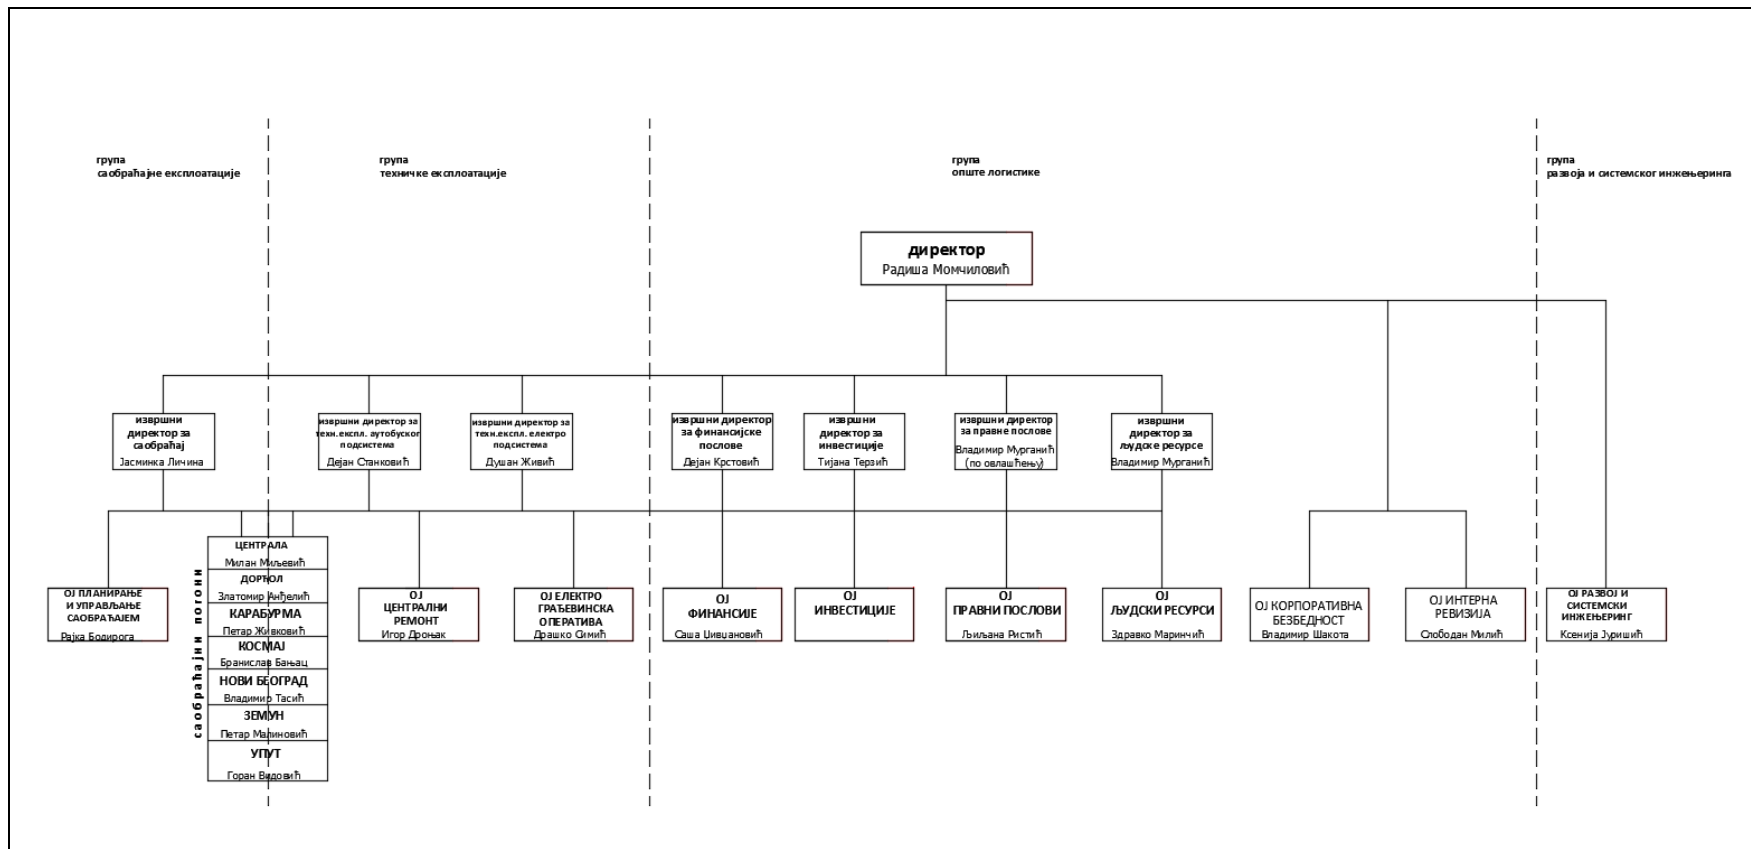 група
саобраћајне експлоатације
група
техничке експлоатације
група
опште логистике
група
развоја и системског инжењеринга
директор
Радиша Момчиловић
извршни
директор за
саобраћај
Јасминка Личина
извршни директор за
техн.експл. аутобуског
подсистема
Дејан Станковић
извршни директор за
техн.експл. електро
подсистема
Душан Живић
извршни директор
за финансијске
послове
Дејан Крстовић
извршни
директор за
инвестиције
Тијана Терзић
извршни директор
за правне послове
Владимир Мурганић
(по овлашћењу)
извршни
директор за
људске ресурсе
Владимир Мурганић
ОЈ ПЛАНИРАЊЕ
И УПРАВЉАЊЕ
САОБРАЋАЈЕМ
Рајка Бодирога
саобраћајни погони
ЦЕНТРАЛА
Милан Миљевић
ДОРЋОЛ
Златомир Анђелић
КАРАБУРМА
Петар Живковић
КОСМАЈ
Бранислав Бањац
НОВИ БЕОГРАД
Владимир Тасић
ЗЕМУН
Петар Малиновић
УПУТ
Горан Видовић
ОЈ
ЦЕНТРАЛНИ
РЕМОНТ
Игор Дроњак
ОЈ ЕЛЕКТРО
ГРАЂЕВИНСКА
ОПЕРАТИВА
Драшко Симић
ОЈ
ФИНАНСИЈЕ
Саша Цивцановић
ОЈ
ИНВЕСТИЦИЈЕ
ОЈ
ПРАВНИ ПОСЛОВИ
Љиљана Ристић
ОЈ
ЉУДСКИ РЕСУРСИ
Здравко Маринчић
ОЈ КОРПОРАТИВНА
БЕЗБЕДНОСТ
Владимир Шакота
ОЈ ИНТЕРНА
РЕВИЗИЈА
Слободан Милић
ОЈ РАЗВОЈ И
СИСТЕМСКИ
ИНЖЕЊЕРИНГ
Ксенија Јуришић